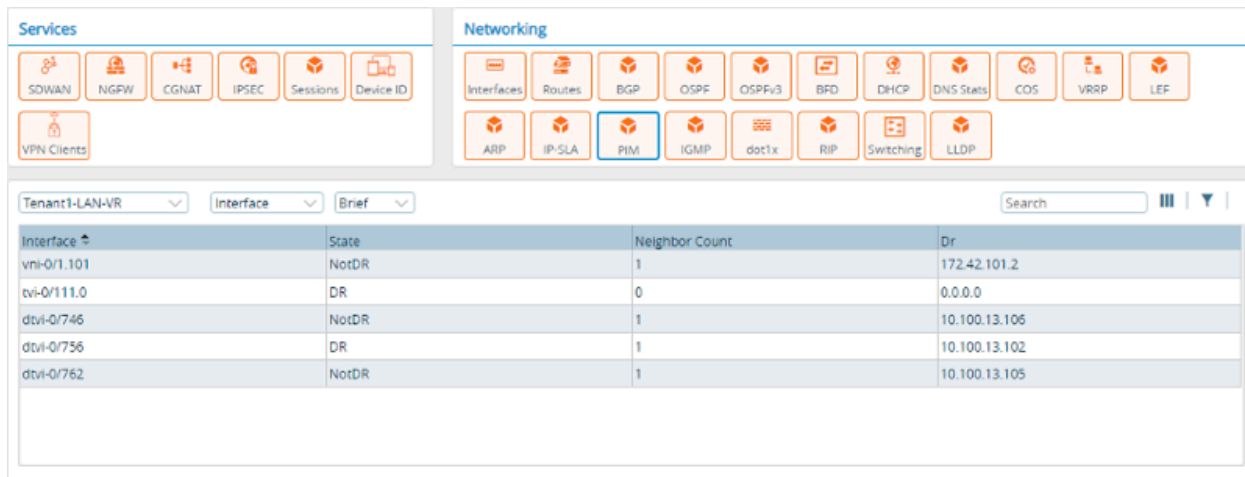 Services
SDWAN NGFW CGNAT IPSEC Sessions Device ID
VPN Clients
Networking
Interfaces Routes BGP OSPF OSPFv3 BFD DHCP DNS Stats COS VRRP LEF
ARP IP-SLA PIM IGMP dot1x RIP Switching LLDP
Tenant1-LAN-VR Interface Brief Search
Interface State Neighbor Count Dr
vni-0/1.101 NotDR 1 172.42.101.2
tvi-0/111.0 DR 0 0.0.0.0
dtvi-0/746 NotDR 1 10.100.13.106
dtvi-0/756 DR 1 10.100.13.102
dtvi-0/762 NotDR 1 10.100.13.105